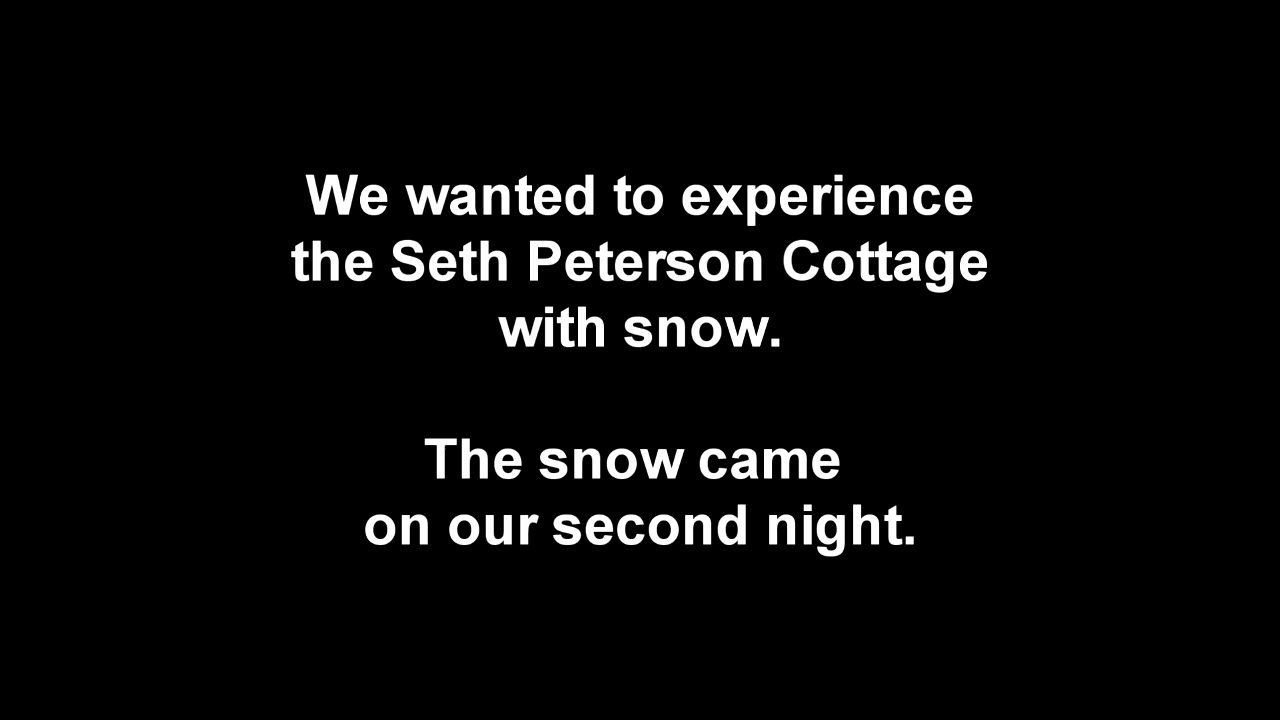 We wanted to experience
the Seth Peterson Cottage
with snow.
The snow came
on our second night.